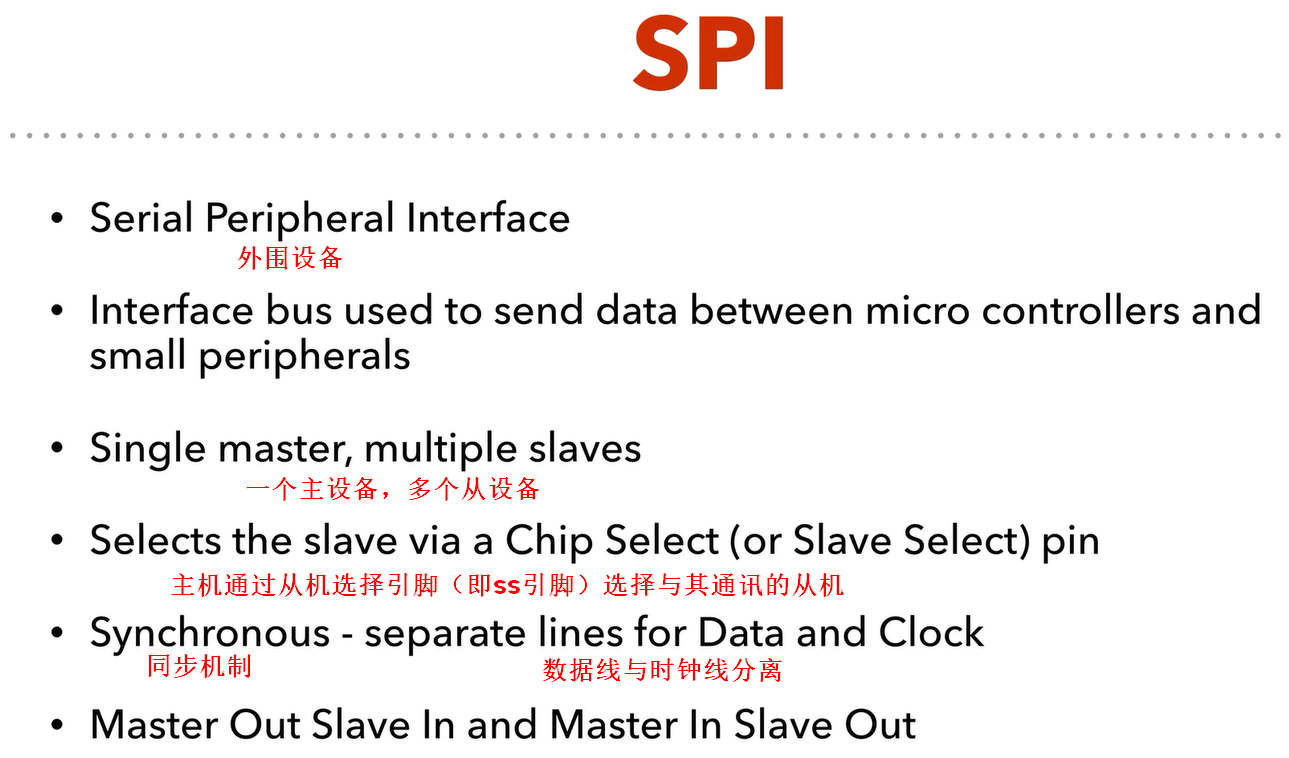 SPI
• Serial Peripheral Interface
外围设备
• Interface bus used to send data between micro controllers and
small peripherals
• Single master, multiple slaves
一个主设备，多个从设备
• Selects the slave via a Chip Select (or Slave Select) pin
主机通过从机选择引脚（即ss引脚）选择与其通讯的从机
• Synchronous - separate lines for Data and Clock
同步机制 数据线与时钟线分离
• Master Out Slave In and Master In Slave Out